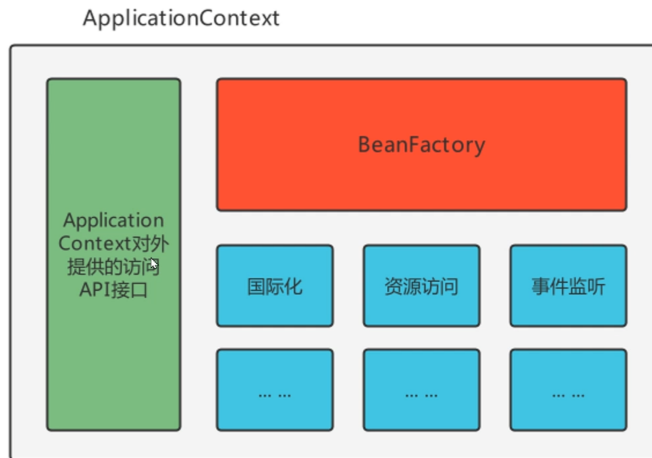 ApplicationContext
BeanFactory
Application
Context对外
提供的访问
API接口
国际化
资源访问
事件监听
... ...
... ...
... ...